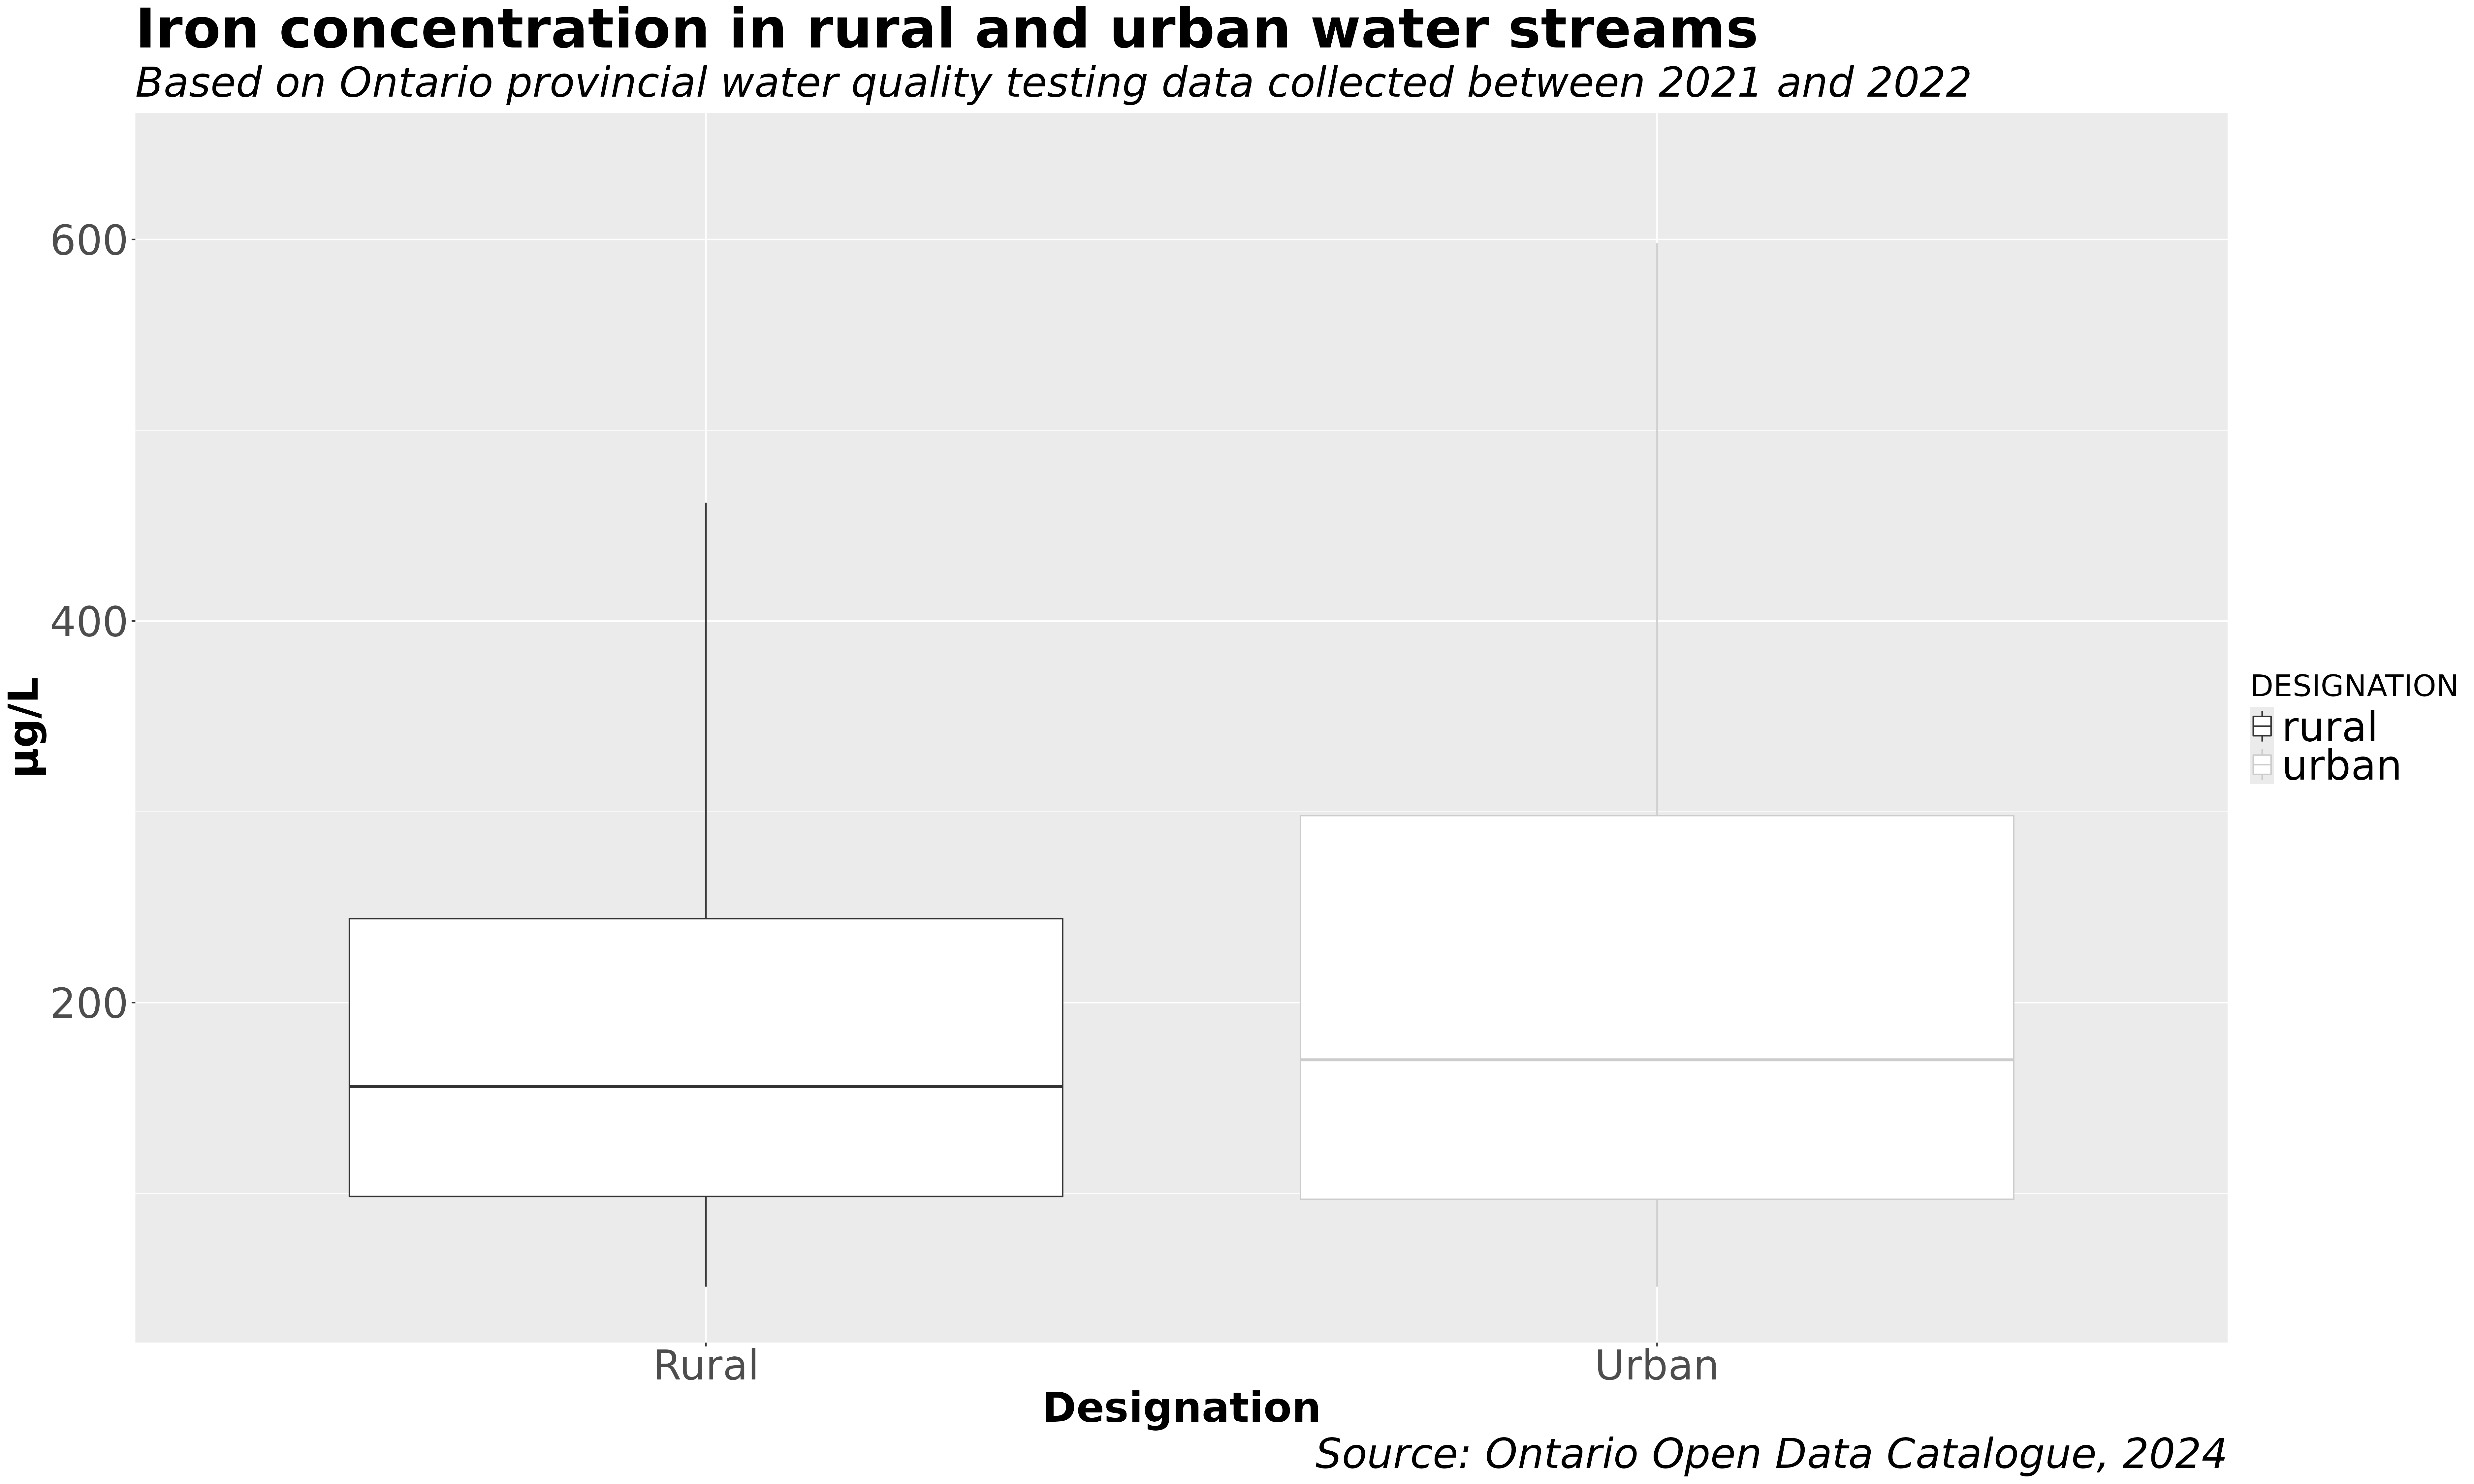 Iron concentration in rural and urban water streams
Based on Ontario provincial water quality testing data collected between 2021 and 2022
600
400
200
µg/L
Rural
Urban
Designation
DESIGNATION
rural
urban
Source: Ontario Open Data Catalogue, 2024